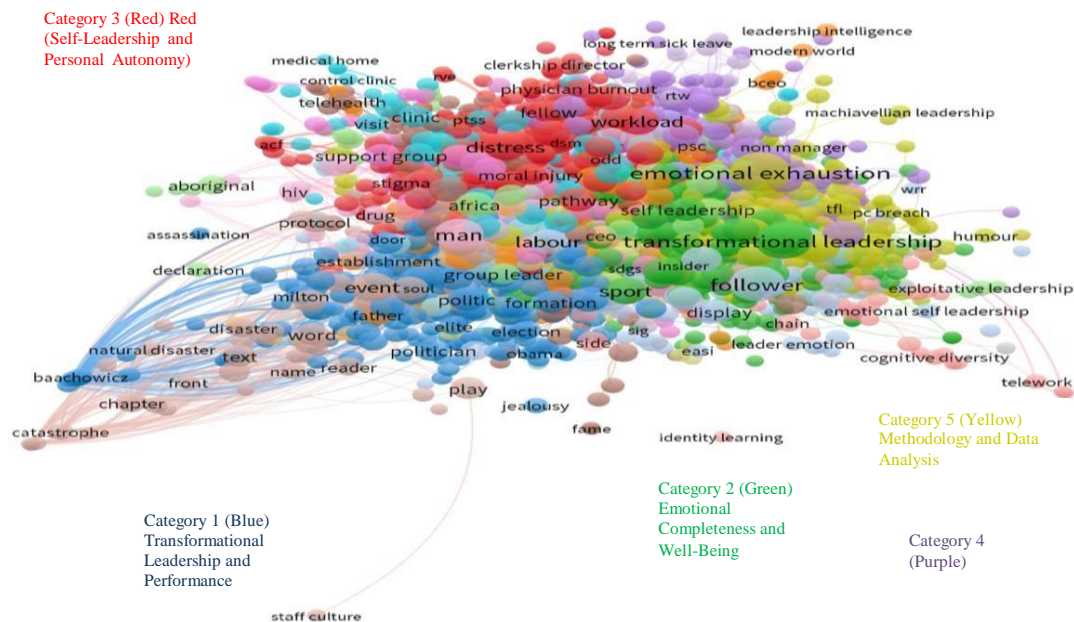 Category 3 (Red) Red
(Self-Leadership and
Personal Autonomy)
leadership intelligence
long term sick leave
modern world
medical home
clerkship director
control clinic
rve
physician burnout
rtw
bceo
telehealth
fellow
machiavellian leadership
visit
clinic
ptss
workload
acf
distress
dsm
psc
non manager
support group
odd
moral injury
emotional exhaustion
aboriginal
stigma
hiv
wrr
drug
africa
pathway
self leadership
tfl
pc breach
protocol
assassination
door
man
labour
ceo
transformational leadership
humour
declaration
establishment
group leader
sdgs
insider
milton
event
soul
sport
follower
exploitative leadership
politic
formation
father
display
emotional self leadership
disaster
word
elite
election
sig
chain
natural disaster
text
politician
obama
side
easi
leader emotion
cognitive diversity
baachowicz
front
name
reader
play
telework
chapter
jealousy
catastrophe
fame
identity learning
Category 5 (Yellow)
Methodology and Data
Analysis
Category 2 (Green)
Emotional
Completeness and
Well-Being
Category 1 (Blue)
Transformational
Leadership and
Performance
Category 4
(Purple)
staff culture